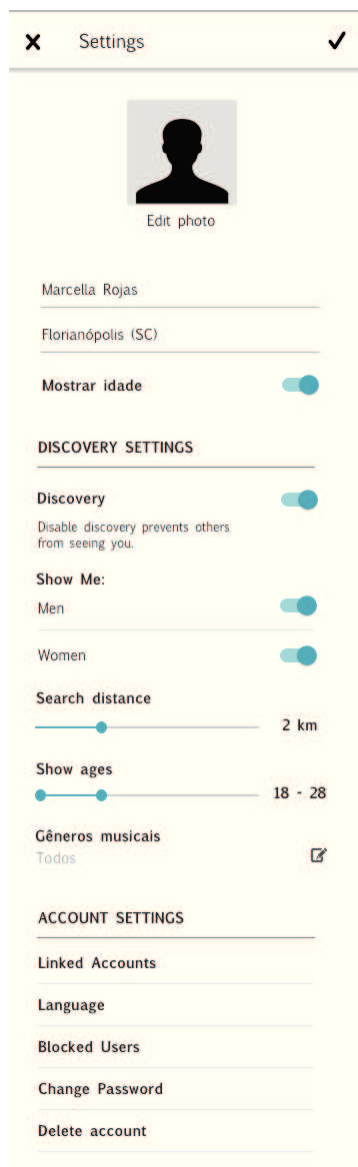 Settings
Edit photo
Marcella Rojas
Florianópolis (SC)
Mostrar idade
DISCOVERY SETTINGS
Discovery
Disable discovery prevents others
from seeing you.
Show Me:
Men
Women
Search distance
2 km
Show ages
18 - 28
Gêneros musicais
Todos
ACCOUNT SETTINGS
Linked Accounts
Language
Blocked Users
Change Password
Delete account